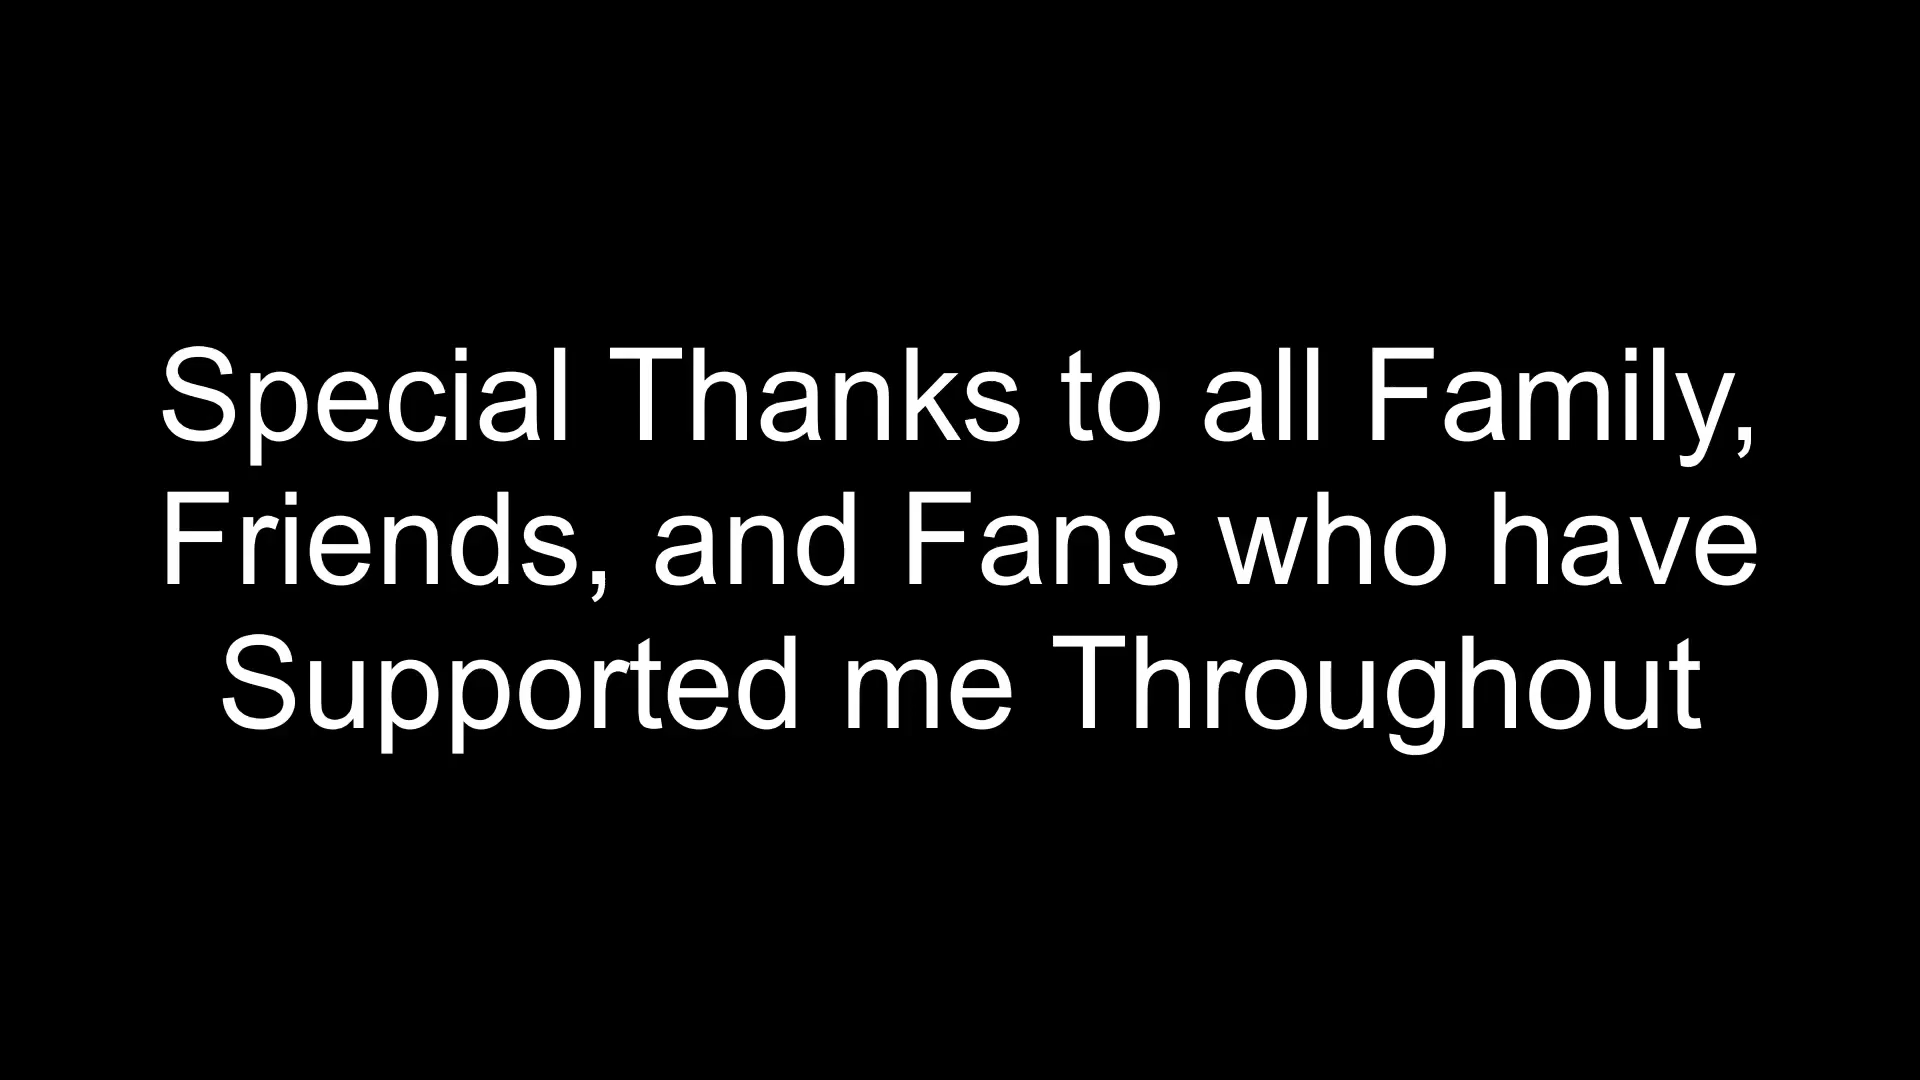 Special Thanks to all Family,
Friends, and Fans who have
Supported me Throughout